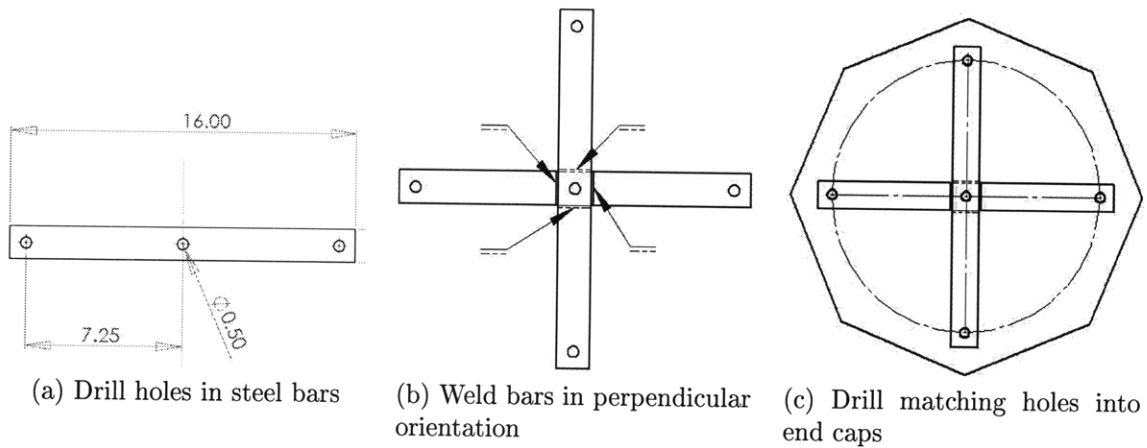 16.00
7.25
∅0.50
(a) Drill holes in steel bars
(b) Weld bars in perpendicular
orientation
(c) Drill matching holes into
end caps